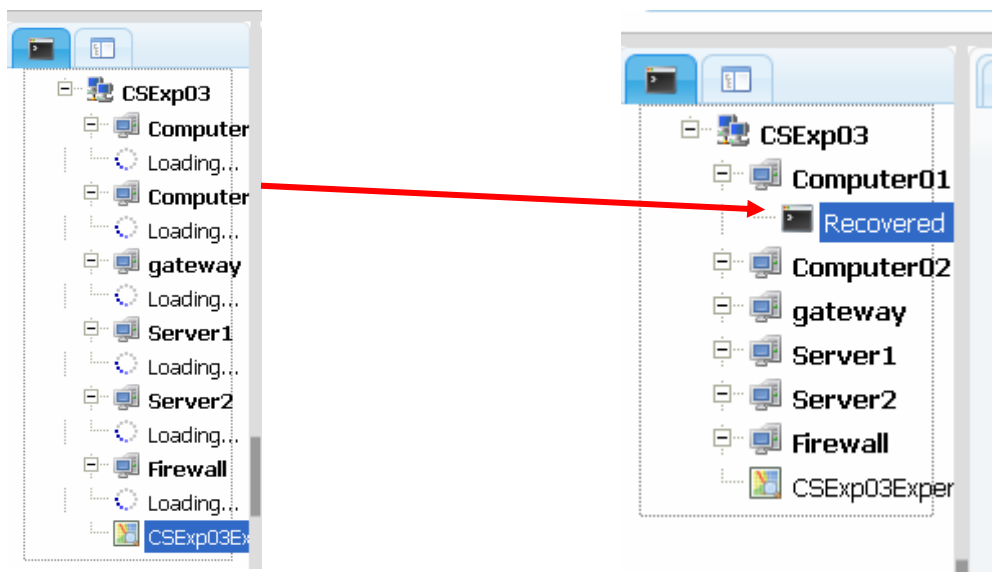 CSExp03
Computer
Loading...
Computer
Loading...
gateway
Loading...
Server1
Loading...
Server2
Loading...
Firewall
Loading...
CSExp03Ex
CSExp03
Computer01
Recovered
Computer02
gateway
Server1
Server2
Firewall
CSExp03Exper